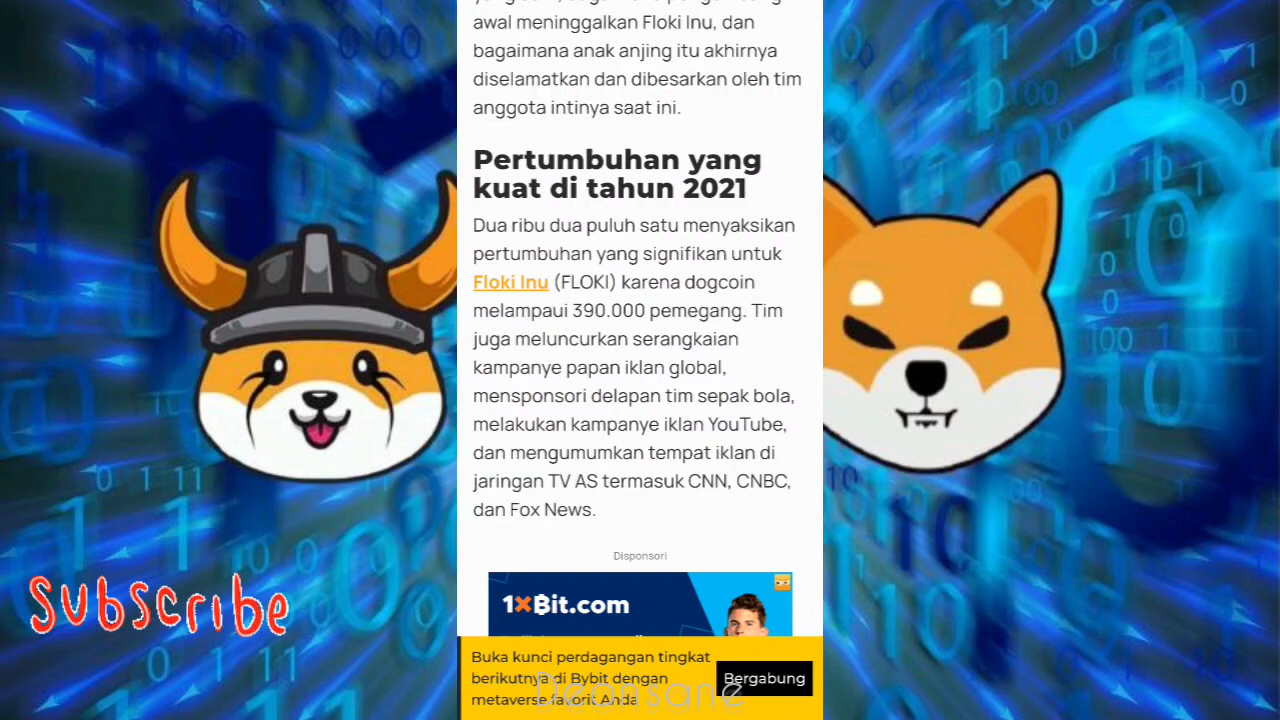 awal meninggalkan Floki Inu, dan
bagaimana anak anjing itu akhirnya
diselamatkan dan dibesarkan oleh tim
anggota intinya saat ini.
Pertumbuhan yang
kuat di tahun 2021
Dua ribu dua puluh satu menyaksikan
pertumbuhan yang signifikan untuk
Floki Inu (FLOKI) karena dogcoin
melampaui 390.000 pemegang. Tim
juga meluncurkan serangkaian
kampanye papan iklan global,
mensponsori delapan tim sepak bola,
melakukan kampanye iklan YouTube,
dan mengumumkan tempat iklan di
jaringan TV AS termasuk CNN, CNBC,
dan Fox News.
Disponsori
1×₿it.com
Subscribe
Buka kunci perdagangan tingkat
berikutnya di Bybit dengan
metaverse favorit Anda
Bergabung
Deansane